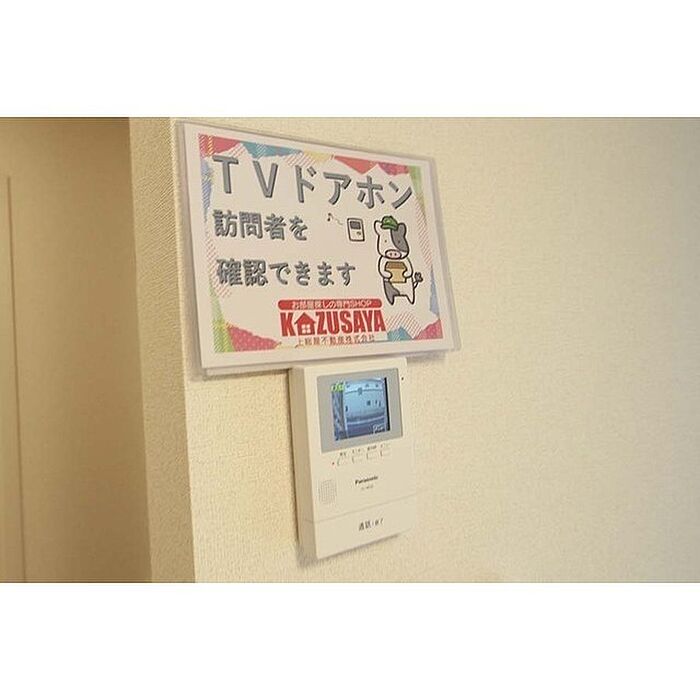 TVドアホン
訪問者を
確認できます
お部屋探しの専門SHOP
KAZUSAYA
上総屋不動産株式会社
Panasonic
通話・終了